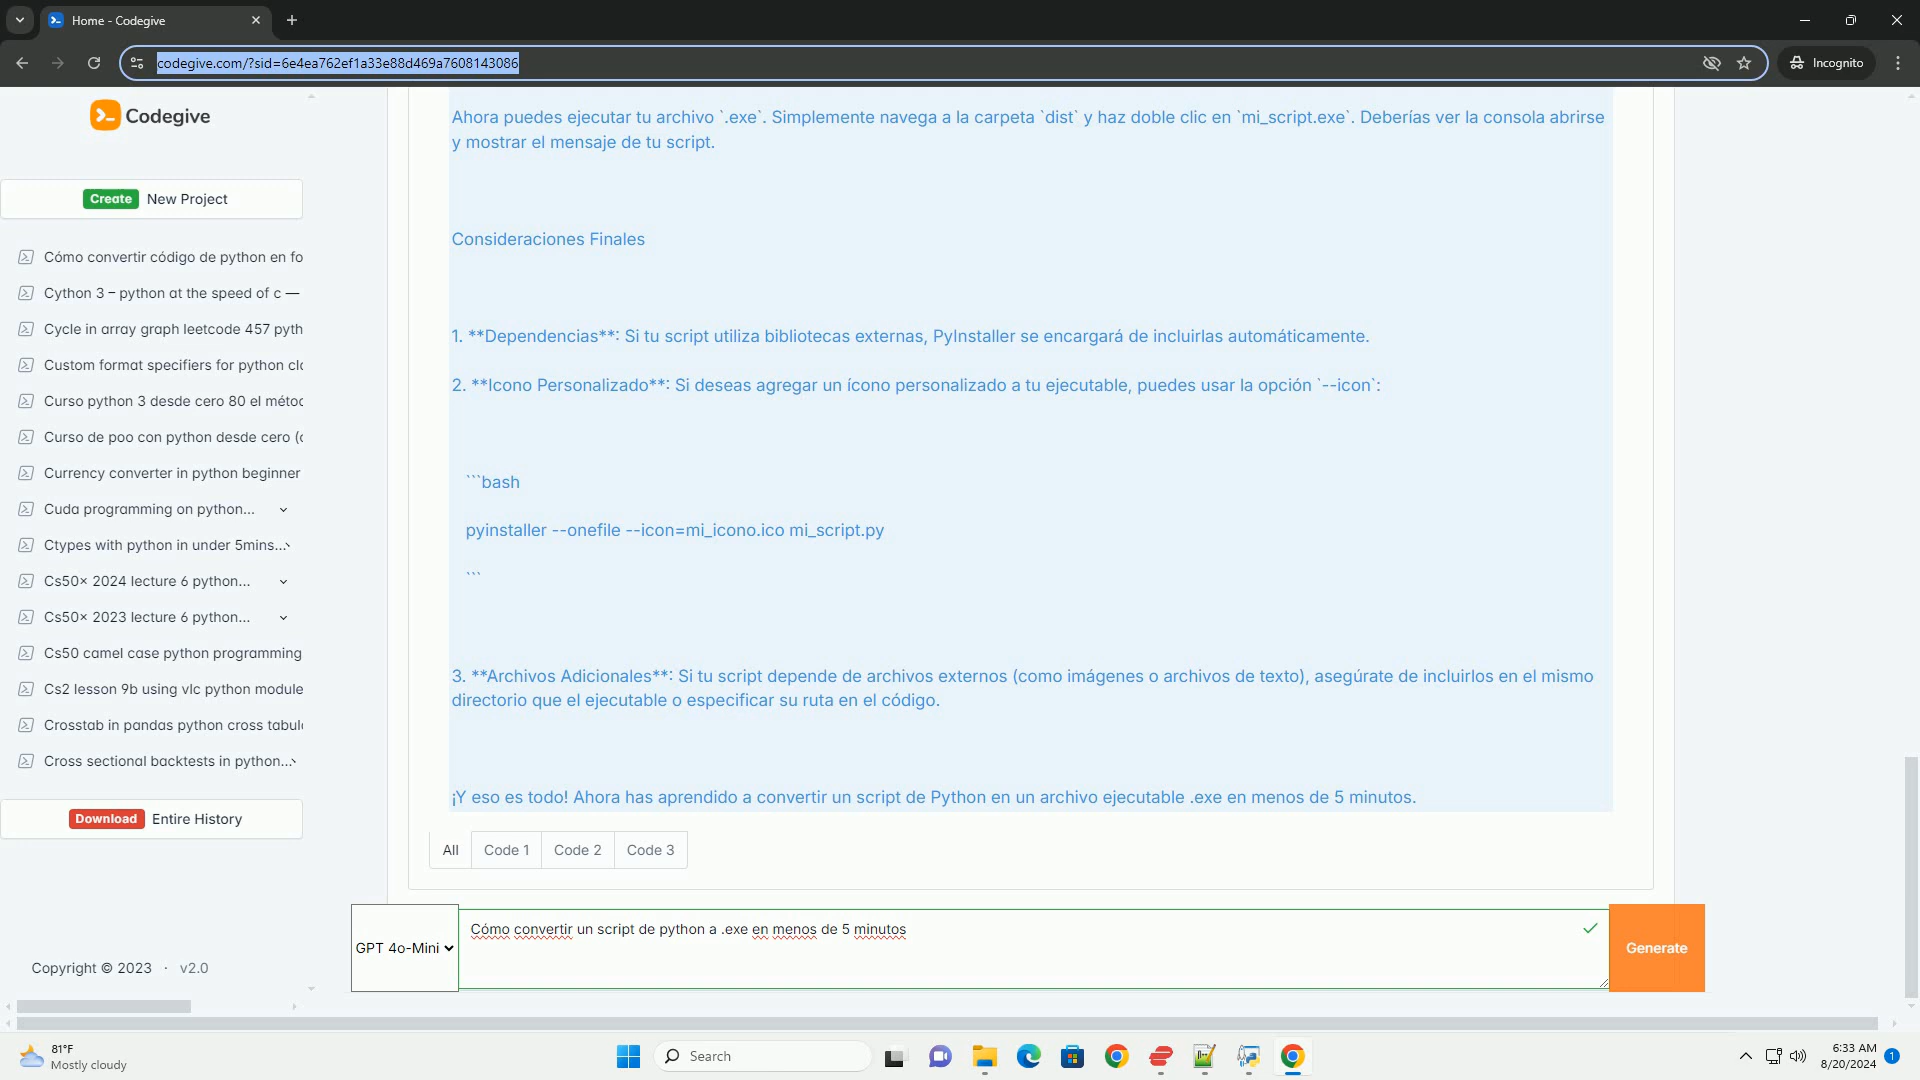 Home - Codegive
codegive.com/?sid=6e4ea762ef1a33e88d469a7608143086
Incognito
Codegive
Create New Project
Cómo convertir código de python en fo
Cython 3 – python at the speed of c —
Cycle in array graph leetcode 457 pyth
Custom format specifiers for python clc
Curso python 3 desde cero 80 el métoc
Curso de poo con python desde cero (c
Currency converter in python beginner
Cuda programming on python...
Ctypes with python in under 5mins...
Cs50× 2024 lecture 6 python...
Cs50× 2023 lecture 6 python...
Cs50 camel case python programming
Cs2 lesson 9b using vlc python module
Crosstab in pandas python cross tabulc
Cross sectional backtests in python...
Download Entire History
Copyright © 2023 · v2.0
Ahora puedes ejecutar tu archivo `.exe`. Simplemente navega a la carpeta `dist` y haz doble clic en `mi_script.exe`. Deberías ver la consola abrirse
y mostrar el mensaje de tu script.
Consideraciones Finales
1. **Dependencias**: Si tu script utiliza bibliotecas externas, PyInstaller se encargará de incluirlas automáticamente.
2. **Icono Personalizado**: Si deseas agregar un ícono personalizado a tu ejecutable, puedes usar la opción `--icon`:
```bash
pyinstaller --onefile --icon=mi_icono.ico mi_script.py
```
3. **Archivos Adicionales**: Si tu script depende de archivos externos (como imágenes o archivos de texto), asegúrate de incluirlos en el mismo
directorio que el ejecutable o especificar su ruta en el código.
¡Y eso es todo! Ahora has aprendido a convertir un script de Python en un archivo ejecutable .exe en menos de 5 minutos.
All Code 1 Code 2 Code 3
GPT 4o-Mini
Cómo convertir un script de python a .exe en menos de 5 minutos
Generate
81°F
Mostly cloudy
Search
6:33 AM
8/20/2024
1